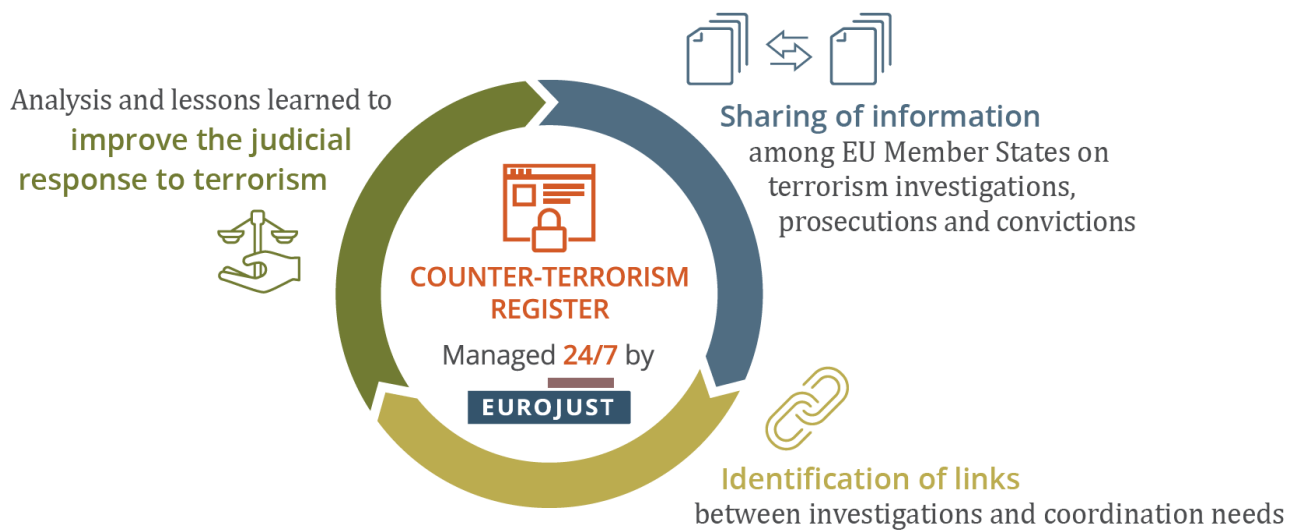 Analysis and lessons learned to
improve the judicial
response to terrorism
Sharing of information
among EU Member States on
terrorism investigations,
prosecutions and convictions
COUNTER-TERRORISM
REGISTER
Managed 24/7 by
EUROJUST
Identification of links
between investigations and coordination needs